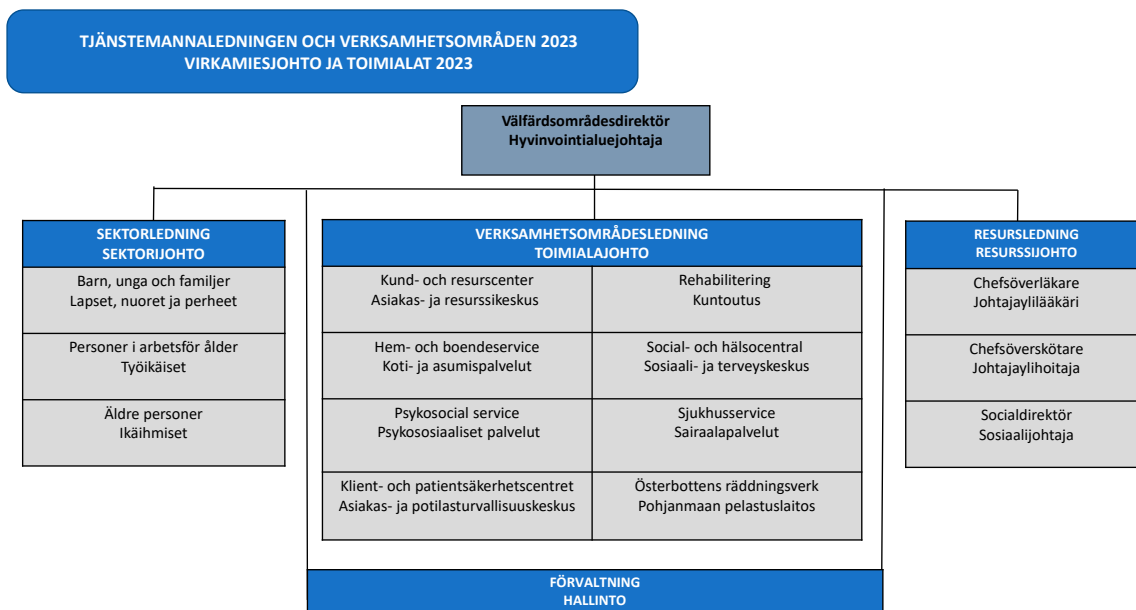 TJÄNSTEMANNALEDNINGEN OCH VERKSAMHETSOMRÅDEN 2023
VIRKAMIESJOHTO JA TOIMIALAT 2023
Välfärdsområdesdirektör
Hyvinvointialuejohtaja
SEKTORLEDNING
SEKTORIJOHTO
Barn, unga och familjer
Lapset, nuoret ja perheet
Personer i arbetsför ålder
Työikäiset
Äldre personer
Ikäihmiset
VERKSAMHETSOMRÅDESLEDNING
TOIMIALAJOHTO
Kund- och resurscenter
Asiakas- ja resurssikeskus
Rehabilitering
Kuntoutus
Hem- och boendeservice
Koti- ja asumispalvelut
Social- och hälsocentral
Sosiaali- ja terveyskeskus
Psykosocial service
Psykososiaaliset palvelut
Sjukhusservice
Sairaalapalvelut
Klient- och patientsäkerhetscentret
Asiakas- ja potilasturvallisuuskeskus
Österbottens räddningsverk
Pohjanmaan pelastuslaitos
RESURSLEDNING
RESURSSIJOHTO
Chefsöverläkare
Johtajaylilääkäri
Chefsöverskötare
Johtajaylihoitaja
Socialdirektör
Sosiaalijohtaja
FÖRVALTNING
HALLINTO